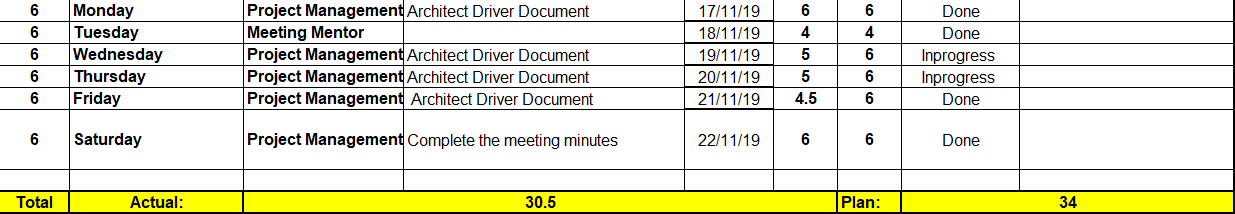 6 Monday Project Management Architect Driver Document 17/11/19 6 6 Done
6 Tuesday Meeting Mentor 18/11/19 4 4 Done
6 Wednesday Project Management Architect Driver Document 19/11/19 5 6 Inprogress
6 Thursday Project Management Architect Driver Document 20/11/19 5 6 Inprogress
6 Friday Project Management Architect Driver Document 21/11/19 4.5 6 Done
6 Saturday Project Management Complete the meeting minutes 22/11/19 6 6 Done
Total Actual: 30.5 Plan: 34